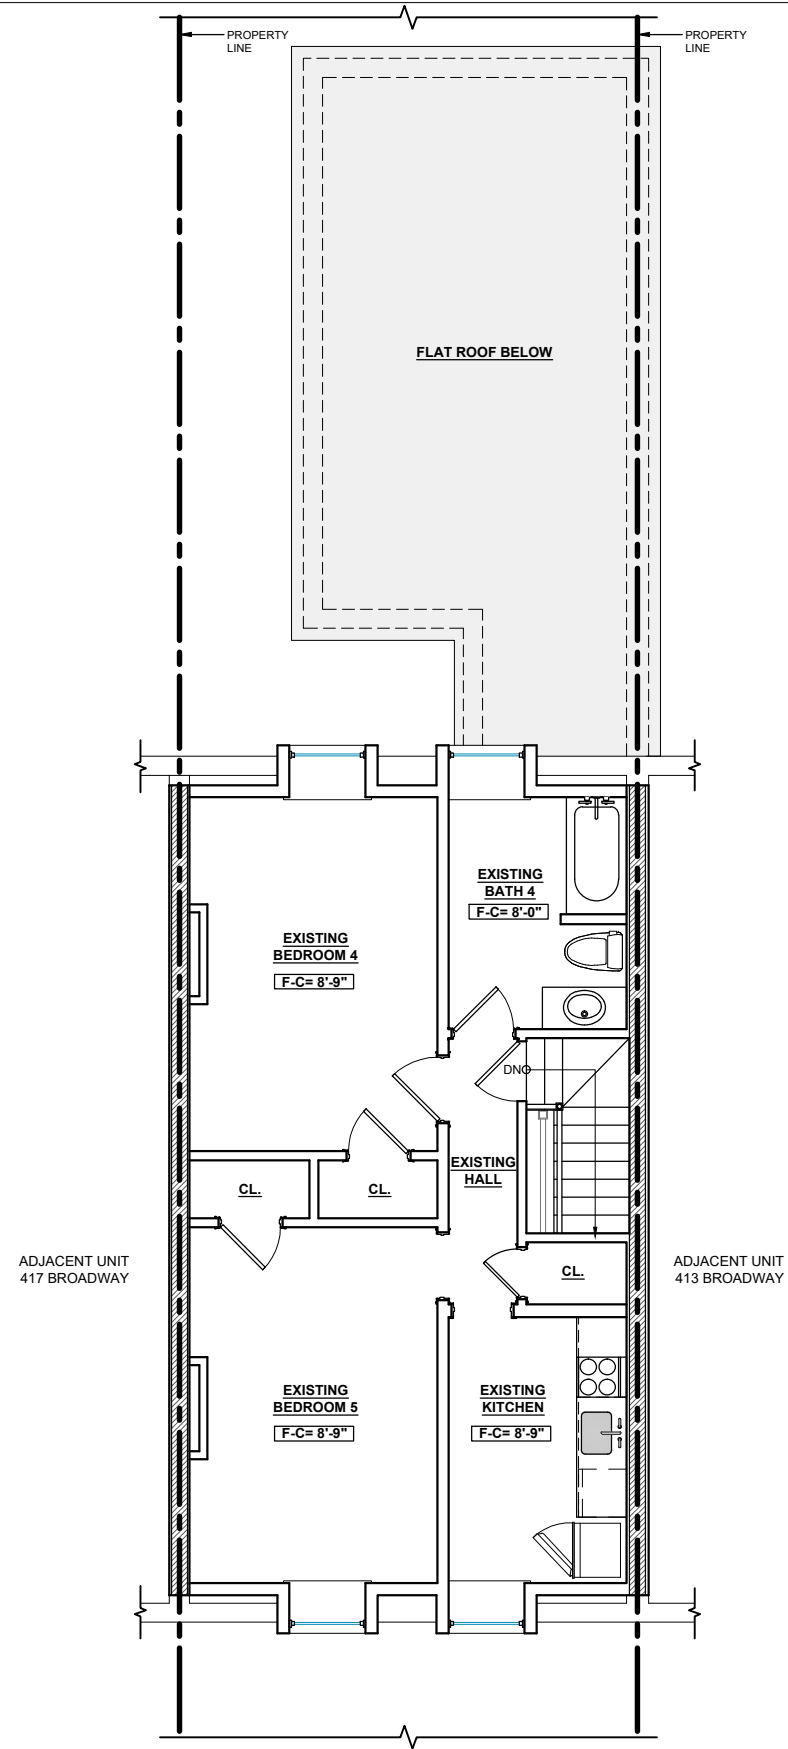 PROPERTY
LINE
PROPERTY
LINE
FLAT ROOF BELOW
EXISTING
BATH 4
F-C= 8'-0"
EXISTING
BEDROOM 4
F-C= 8'-9"
DN
EXISTING
HALL
CL.
CL.
CL.
ADJACENT UNIT
417 BROADWAY
ADJACENT UNIT
413 BROADWAY
EXISTING
BEDROOM 5
F-C= 8'-9"
EXISTING
KITCHEN
F-C= 8'-9"